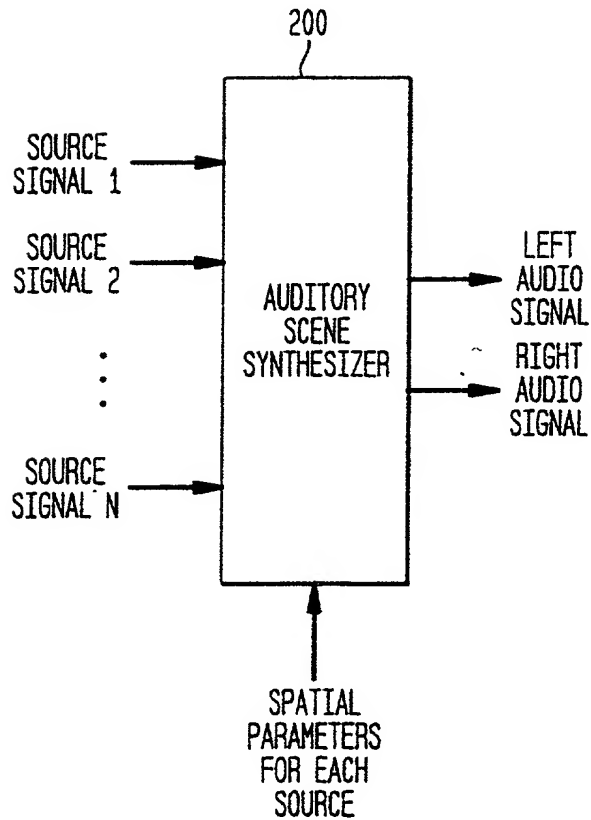 200
SOURCE
SIGNAL 1
SOURCE
SIGNAL 2
SOURCE
SIGNAL N
AUDITORY
SCENE
SYNTHESIZER
LEFT
AUDIO
SIGNAL
RIGHT
AUDIO
SIGNAL
SPATIAL
PARAMETERS
FOR EACH
SOURCE